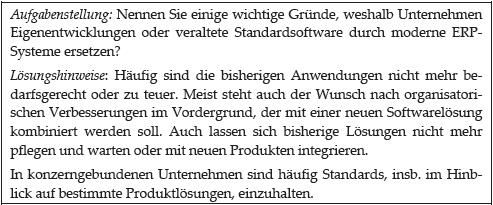 Aufgabenstellung: Nennen Sie einige wichtige Gründe, weshalb Unternehmen
Eigenentwicklungen oder veraltete Standardsoftware durch moderne ERP-
Systeme ersetzen?
Lösungshinweise: Häufig sind die bisherigen Anwendungen nicht mehr be-
darfsgerecht oder zu teuer. Meist steht auch der Wunsch nach organisatori-
schen Verbesserungen im Vordergrund, der mit einer neuen Softwarelösung
kombiniert werden soll. Auch lassen sich bisherige Lösungen nicht mehr
pflegen und warten oder mit neuen Produkten integrieren.
In konzerngebundenen Unternehmen sind häufig Standards, insb. im Hinb-
lick auf bestimmte Produktlösungen, einzuhalten.